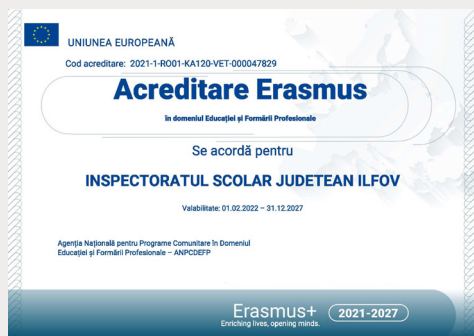 UNIUNEA EUROPEANĂ
Cod acreditare: 2021-1-RO01-KA120-VET-000047829
Acreditare Erasmus
în domeniul Educației și Formării Profesionale
Se acordă pentru
INSPECTORATUL SCOLAR JUDETEAN ILFOV
Valabilitate: 01.02.2022 – 31.12.2027
Agenția Națională pentru Programe Comunitare în Domeniul
Educației și Formării Profesionale – ANPCDEFP
Erasmus+ 2021-2027
Enriching lives, opening minds.